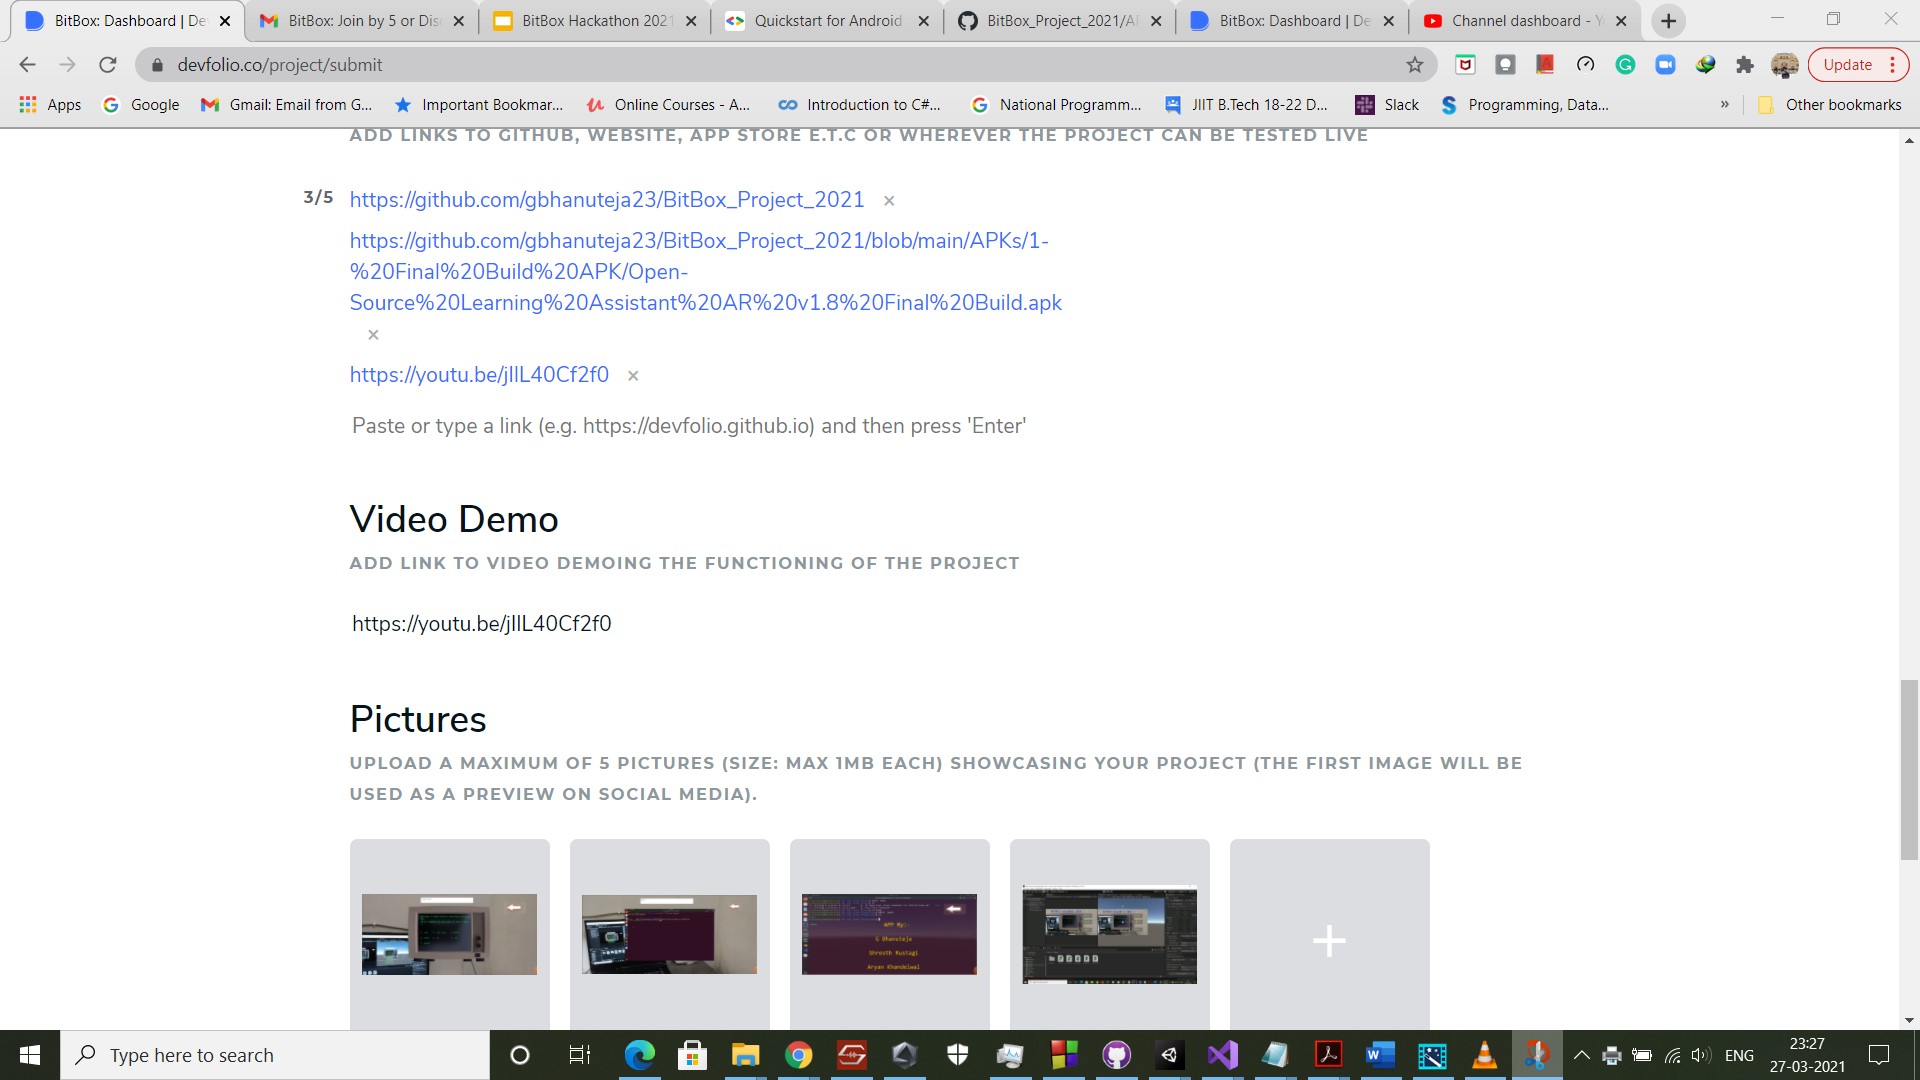 BitBox: Dashboard | De
BitBox: Join by 5 or Disc
BitBox Hackathon 2021
Quickstart for Android
BitBox_Project_2021/A
BitBox: Dashboard | De
Channel dashboard - Y
devfolio.co/project/submit
Update
Apps
Google
Gmail: Email from G...
Important Bookmar...
Online Courses - A...
Introduction to C#...
National Programm...
JIIT B.Tech 18-22 D...
Slack
Programming, Data...
»
Other bookmarks
ADD LINKS TO GITHUB, WEBSITE, APP STORE E.T.C OR WHEREVER THE PROJECT CAN BE TESTED LIVE
3/5
https://github.com/gbhanuteja23/BitBox_Project_2021
https://github.com/gbhanuteja23/BitBox_Project_2021/blob/main/APKs/1-
%20Final%20Build%20APK/Open-
Source%20Learning%20Assistant%20AR%20v1.8%20Final%20Build.apk
https://youtu.be/jIlL40Cf2f0
Paste or type a link (e.g. https://devfolio.github.io) and then press 'Enter'
Video Demo
ADD LINK TO VIDEO DEMOING THE FUNCTIONING OF THE PROJECT
https://youtu.be/jIlL40Cf2f0
Pictures
UPLOAD A MAXIMUM OF 5 PICTURES (SIZE: MAX 1MB EACH) SHOWCASING YOUR PROJECT (THE FIRST IMAGE WILL BE
USED AS A PREVIEW ON SOCIAL MEDIA).
APP By:-
G Bhanuteja
Shresth Rustagi
Aryan Khandelwal
Type here to search
ENG
23:27
27-03-2021